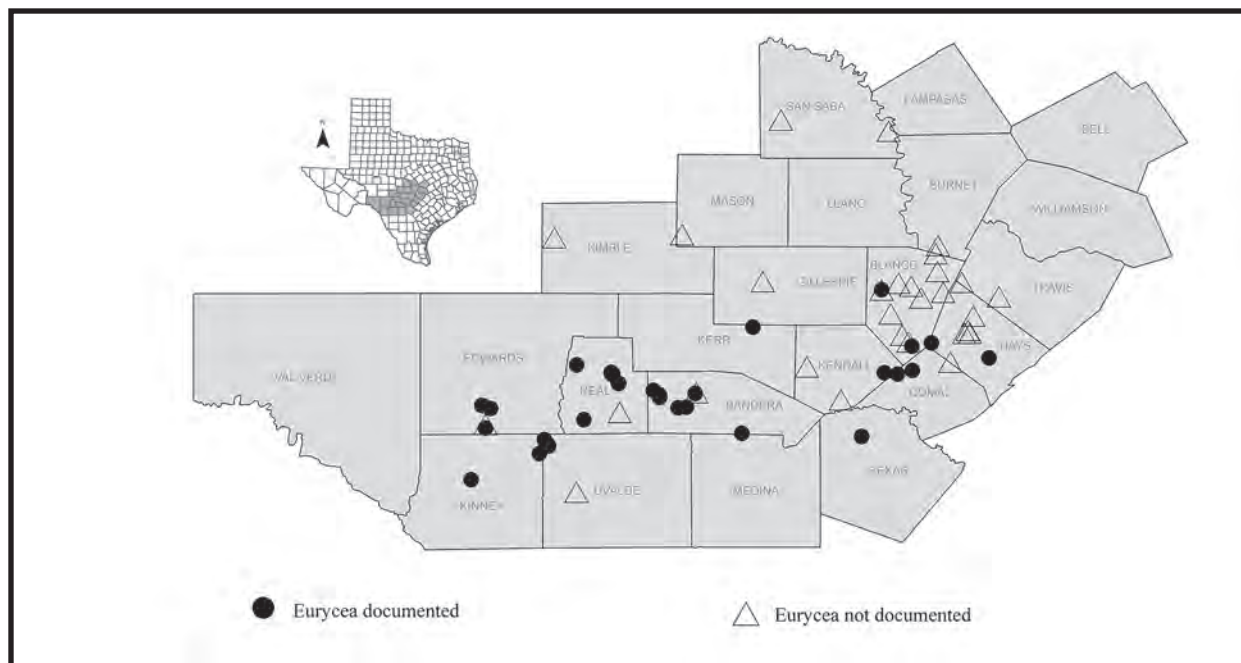 N
SAN SABA
LAMPASAS
BELL
BURNET
MASON
LLANO
WILLIAMSON
KIMBLE
BLANCO
GILLESPIE
TRAVIS
KERR
HAYS
EDWARDS
KENDALL
VAL VERDE
REAL
COMAL
BANDERA
BEXAR
UVALDE
MEDINA
KINNEY
Eurycea documented
Eurycea not documented